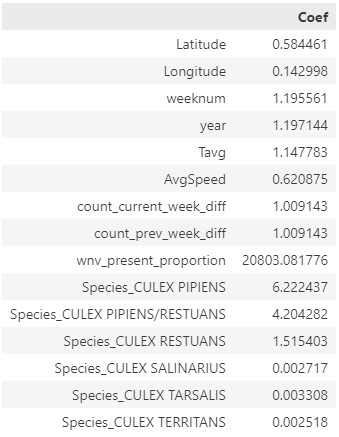 Coef
Latitude 0.584461
Longitude 0.142998
weeknum 1.195561
year 1.197144
Tavg 1.147783
AvgSpeed 0.620875
count_current_week_diff 1.009143
count_prev_week_diff 1.009143
wnv_present_proportion 20803.081776
Species_CULEX PIPIENS 6.222437
Species_CULEX PIPIENS/RESTUANS 4.204282
Species_CULEX RESTUANS 1.515403
Species_CULEX SALINARIUS 0.002717
Species_CULEX TARSALIS 0.003308
Species_CULEX TERRITANS 0.002518